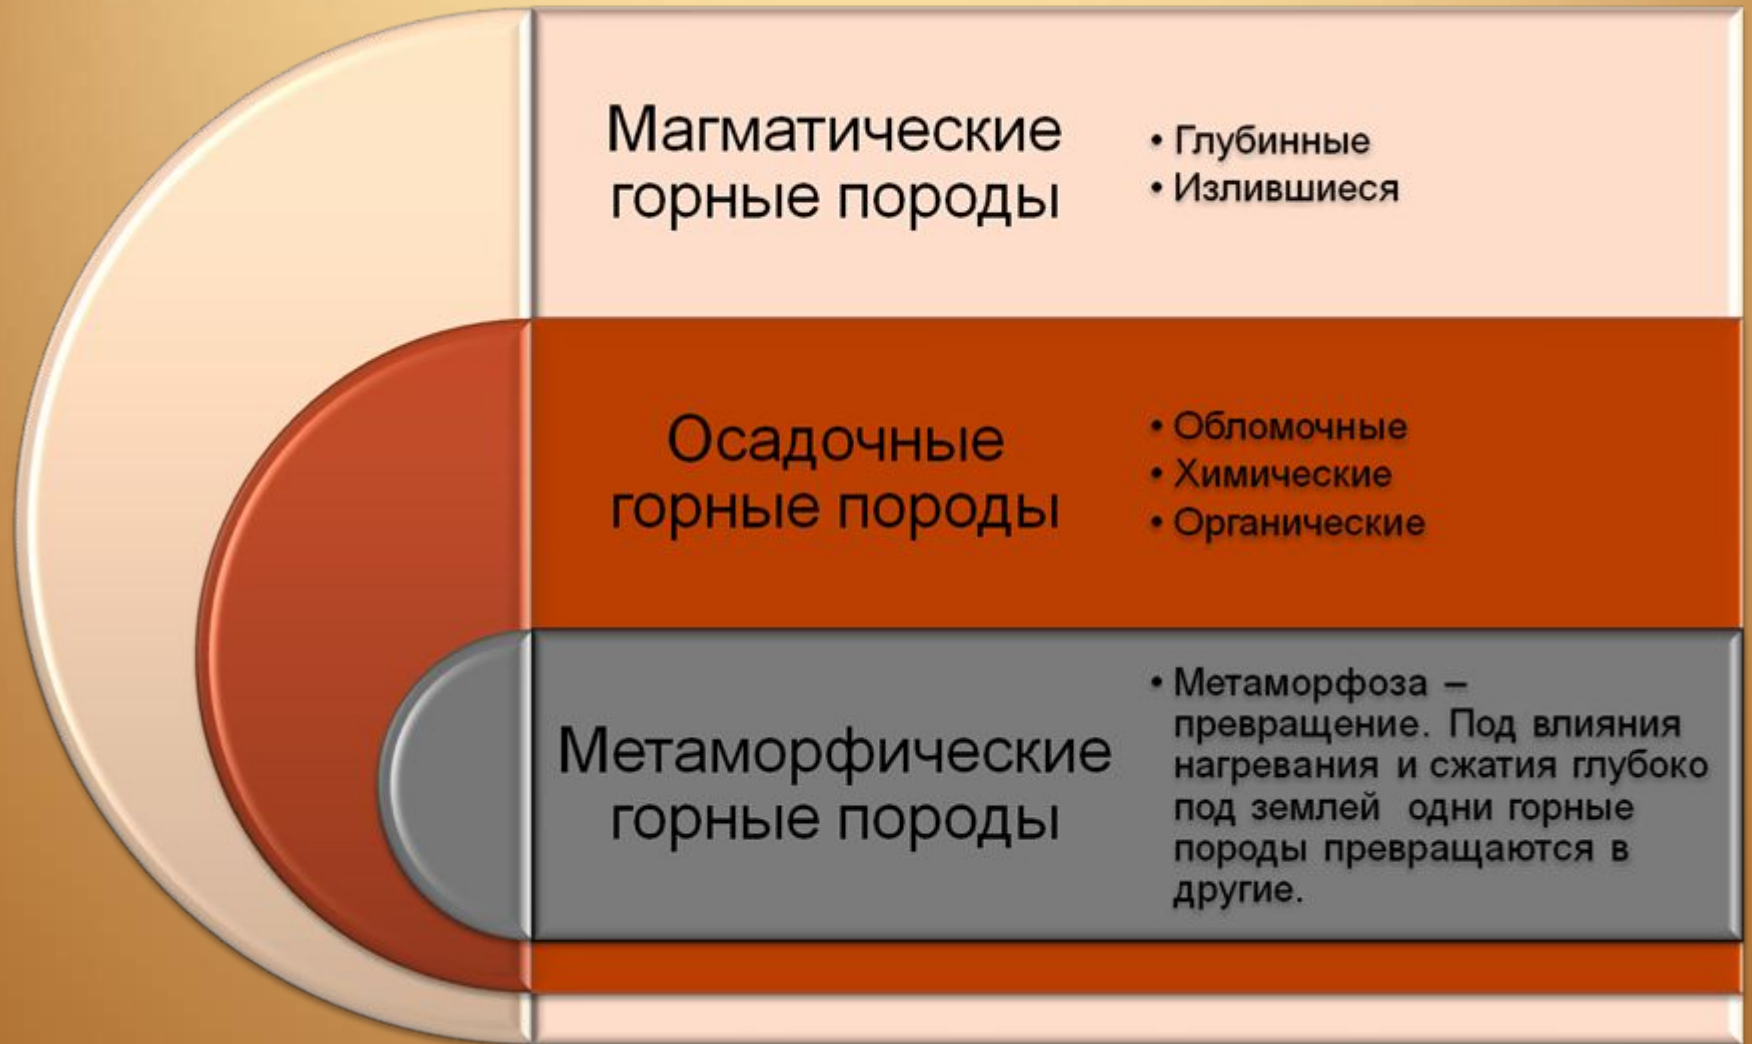 Магматические
горные породы
• Глубинные
• Излившиеся
Осадочные
горные породы
• Обломочные
• Химические
• Органические
Метаморфические
горные породы
• Метаморфоза –
превращение. Под влияния
нагревания и сжатия глубоко
под землей одни горные
породы превращаются в
другие.